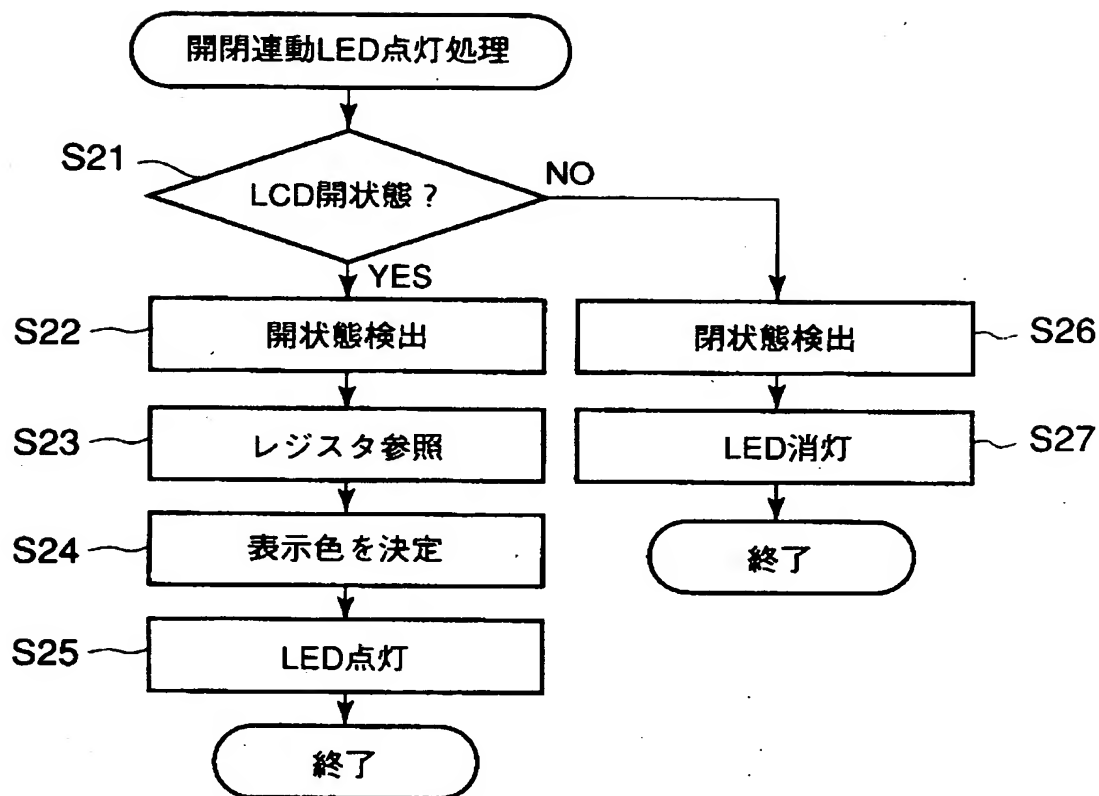 開閉連動LED点灯処理
S21
LCD開状態？
NO
YES
S22
開状態検出
閉状態検出
S26
S23
レジスタ参照
LED消灯
S27
S24
表示色を決定
終了
S25
LED点灯
終了